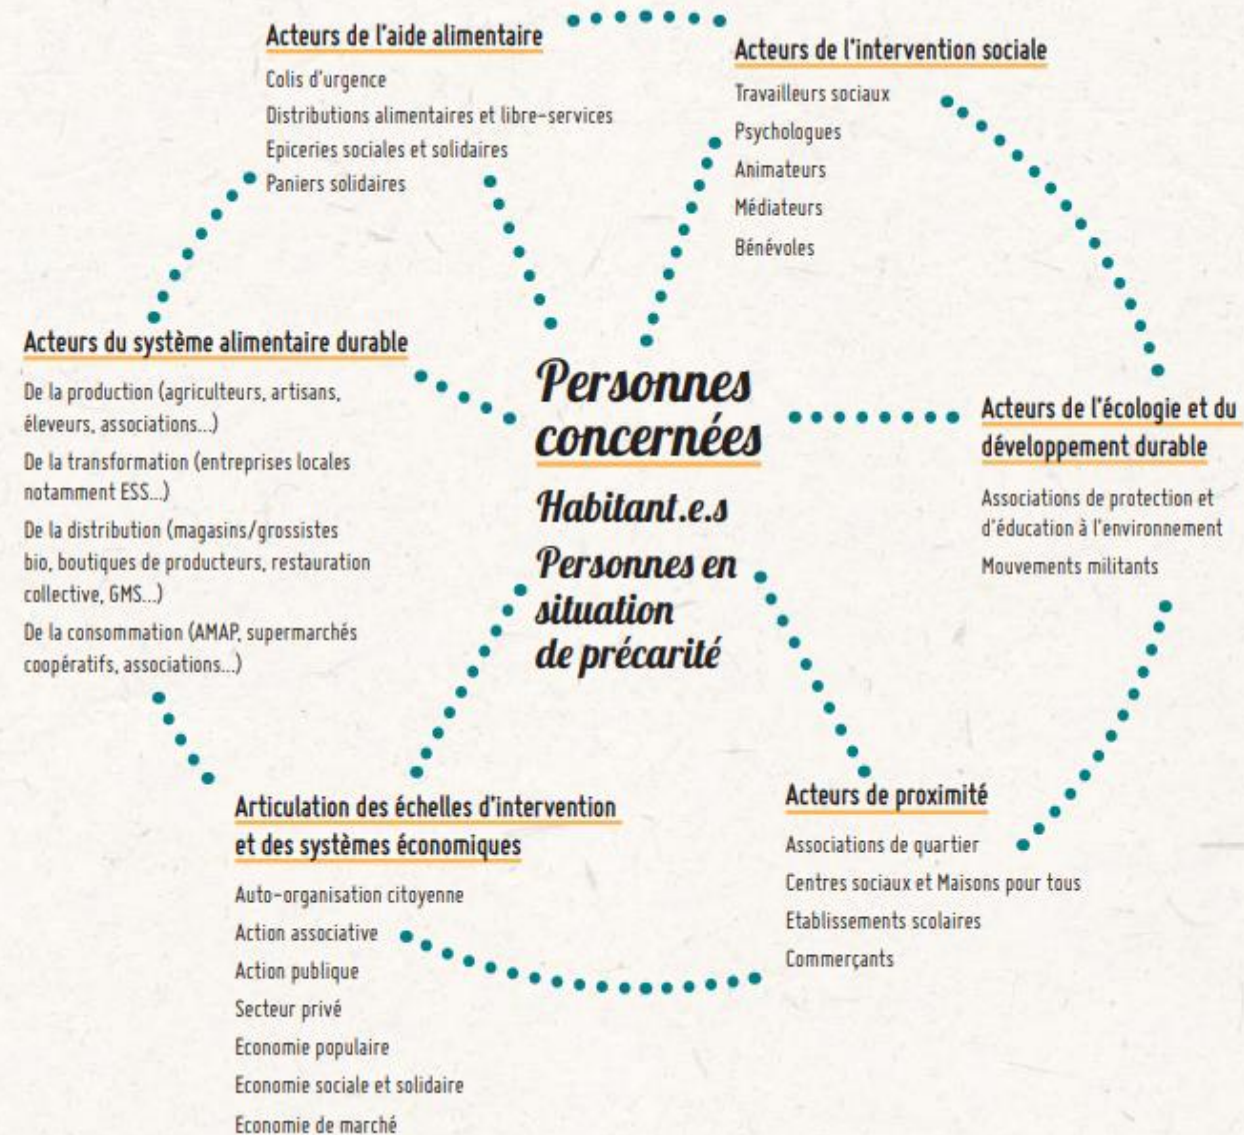 Acteurs de l'aide alimentaire
Colis d'urgence
Distributions alimentaires et libre-services
Epiceries sociales et solidaires
Paniers solidaires
Acteurs de l'intervention sociale
Travailleurs sociaux
Psychologues
Animateurs
Médiateurs
Bénévoles
Acteurs du système alimentaire durable
De la production (agriculteurs, artisans,
éleveurs, associations...)
De la transformation (entreprises locales
notamment ESS...)
De la distribution (magasins/grossistes
bio, boutiques de producteurs, restauration
collective, GMS...)
De la consommation (AMAP, supermarchés
coopératifs, associations...)
Personnes
concernées
Habitant.e.s
Personnes en
situation
de précarité
Acteurs de l'écologie et du
développement durable
Associations de protection et
d'éducation à l'environnement
Mouvements militants
Articulation des échelles d'intervention
et des systèmes économiques
Auto-organisation citoyenne
Action associative
Action publique
Secteur privé
Economie populaire
Economie sociale et solidaire
Economie de marché
Acteurs de proximité
Associations de quartier
Centres sociaux et Maisons pour tous
Etablissements scolaires
Commerçants